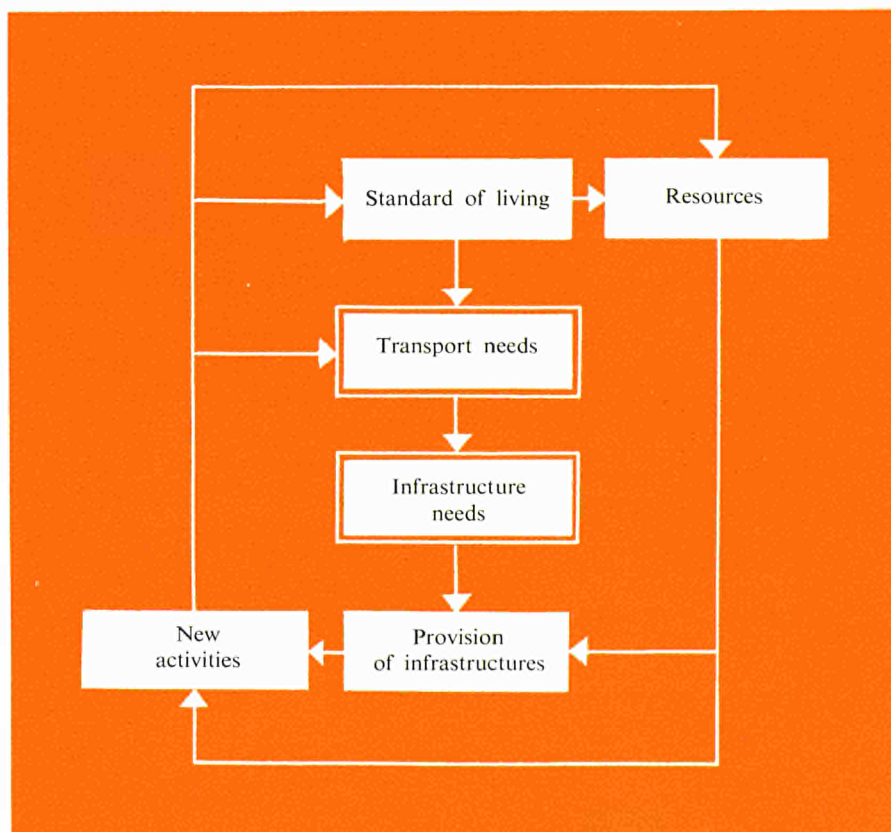 Standard of living
Resources
Transport needs
Infrastructure
needs
New
activities
Provision
of infrastructures